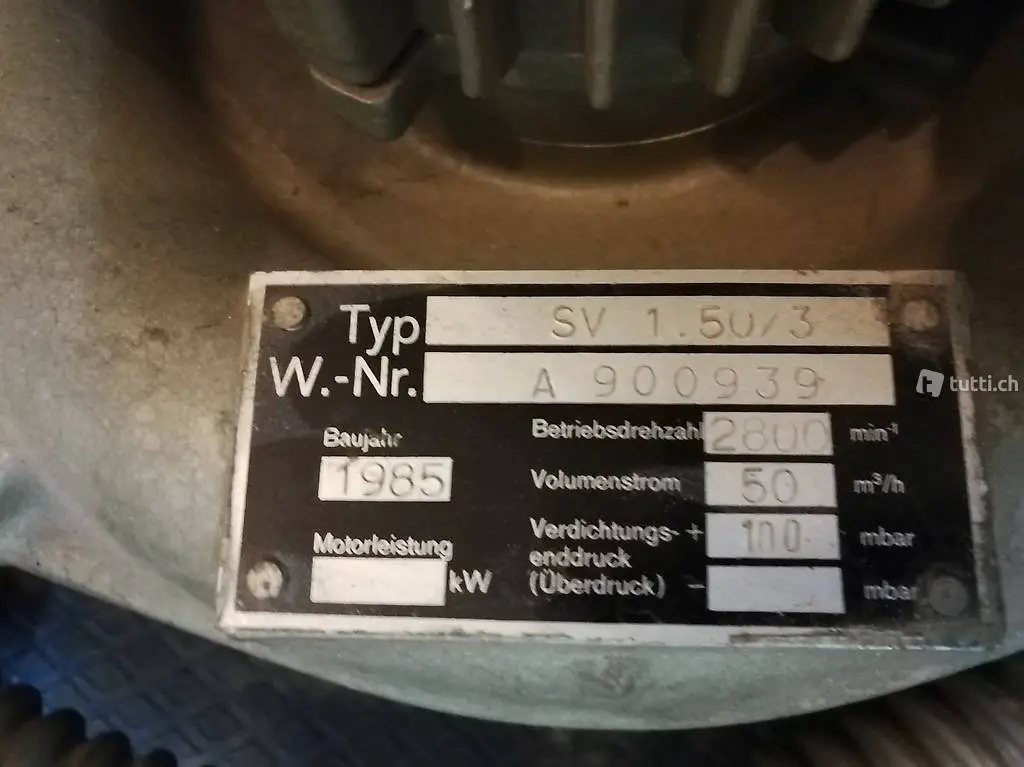 Typ SV 1.50/3
W.-Nr. A 900939
Baujahr
1985
Motorleistung
kW
Betriebsdrehzahl 2800 min-1
Volumenstrom 50 m³/h
Verdichtungs- + 100 mbar
enddruck
(Überdruck) - mbar
tutti.ch